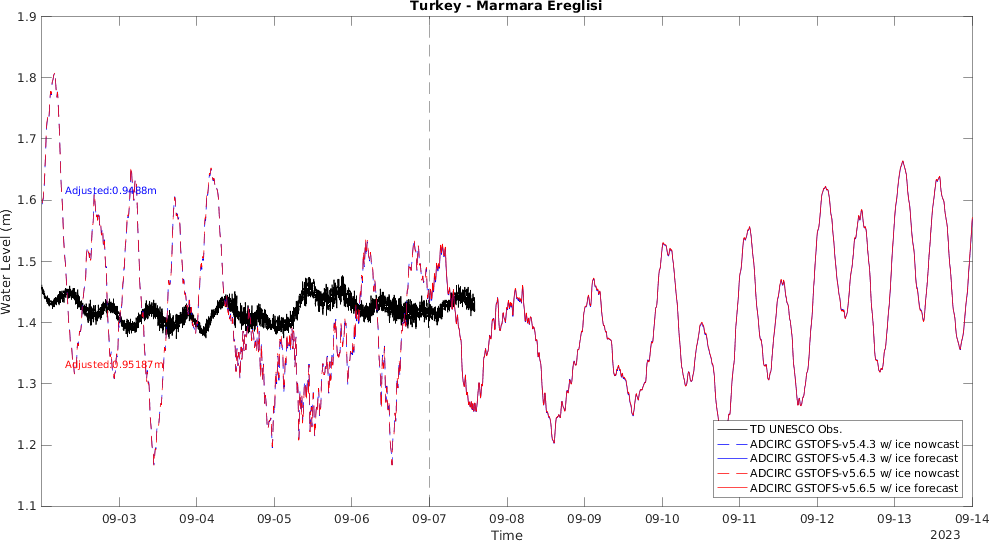 Turkey - Marmara Ereglisi
1.9
1.8
1.7
1.6
1.5
1.4
1.3
1.2
1.1
Water Level (m)
Adjusted:0.9488m
Adjusted:0.95187m
TD UNESCO Obs.
ADCIRC GSTOFS-v5.4.3 w/ ice nowcast
ADCIRC GSTOFS-v5.4.3 w/ ice forecast
ADCIRC GSTOFS-v5.6.5 w/ ice nowcast
ADCIRC GSTOFS-v5.6.5 w/ ice forecast
09-03 09-04 09-05 09-06 09-07 09-08 09-09 09-10 09-11 09-12 09-13 09-14
Time
2023